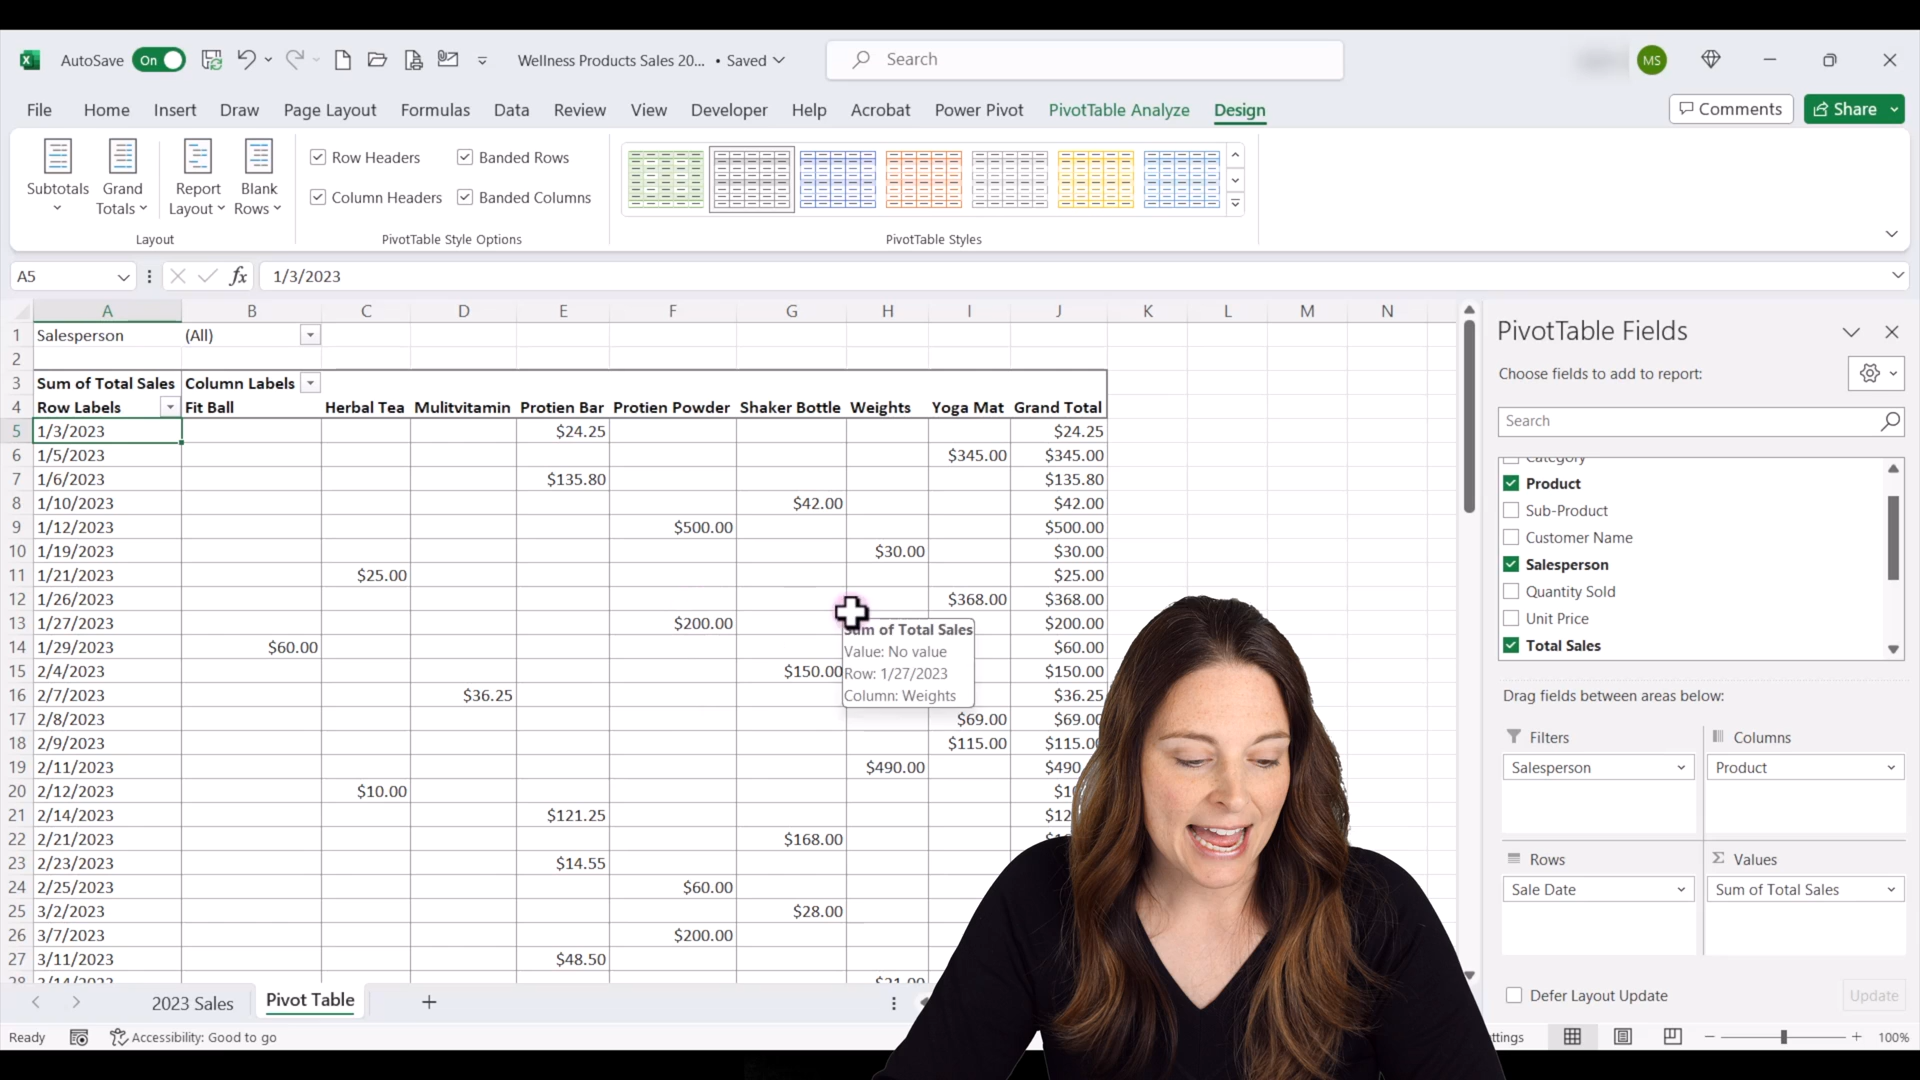 AutoSave On Wellness Products Sales 20... • Saved Search MS
File Home Insert Draw Page Layout Formulas Data Review View Developer Help Acrobat Power Pivot PivotTable Analyze Design Comments Share
Subtotals Grand Totals Report Layout Blank Rows
Row Headers Banded Rows
Column Headers Banded Columns
Layout PivotTable Style Options PivotTable Styles
A5 fx 1/3/2023
A B C D E F G H I J K L M N
1 Salesperson (All)
2
3 Sum of Total Sales Column Labels
4 Row Labels Fit Ball Herbal Tea Mulitvitamin Protien Bar Protien Powder Shaker Bottle Weights Yoga Mat Grand Total
5 1/3/2023 $24.25 $24.25
6 1/5/2023 $345.00 $345.00
7 1/6/2023 $135.80 $135.80
8 1/10/2023 $42.00 $42.00
9 1/12/2023 $500.00 $500.00
10 1/19/2023 $30.00 $30.00
11 1/21/2023 $25.00 $25.00
12 1/26/2023 $368.00 $368.00
13 1/27/2023 $200.00 $200.00
14 1/29/2023 $60.00 $60.00
15 2/4/2023 $150.00 $150.00
16 2/7/2023 $36.25 $36.25
17 2/8/2023 $69.00 $69.00
18 2/9/2023 $115.00 $115.00
19 2/11/2023 $490.00 $490
20 2/12/2023 $10.00
21 2/14/2023 $121.25
22 2/21/2023 $168.00
23 2/23/2023 $14.55
24 2/25/2023 $60.00
25 3/2/2023 $28.00
26 3/7/2023 $200.00
27 3/11/2023 $48.50
28 3/14/2023 $21.00
Sum of Total Sales
Value: No value
Row: 1/27/2023
Column: Weights
PivotTable Fields
Choose fields to add to report:
Search
Category
Product
Sub-Product
Customer Name
Salesperson
Quantity Sold
Unit Price
Total Sales
Drag fields between areas below:
Filters Columns
Salesperson Product
Rows Values
Sale Date Sum of Total Sales
Defer Layout Update Update
2023 Sales Pivot Table
Ready Accessibility: Good to go ttings 100%